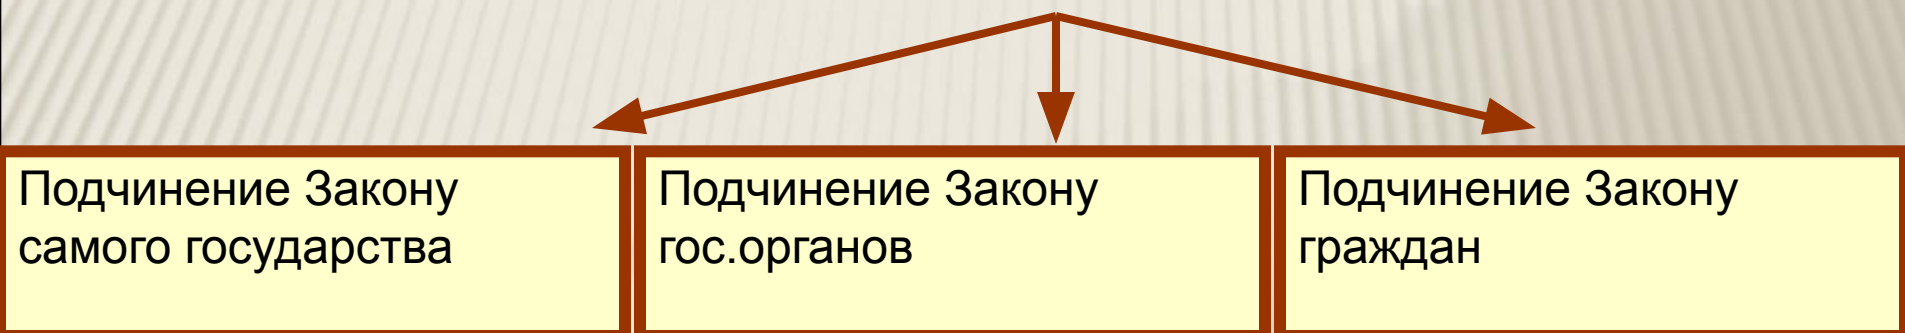 Подчинение Закону
самого государства
Подчинение Закону
гос.органов
Подчинение Закону
граждан